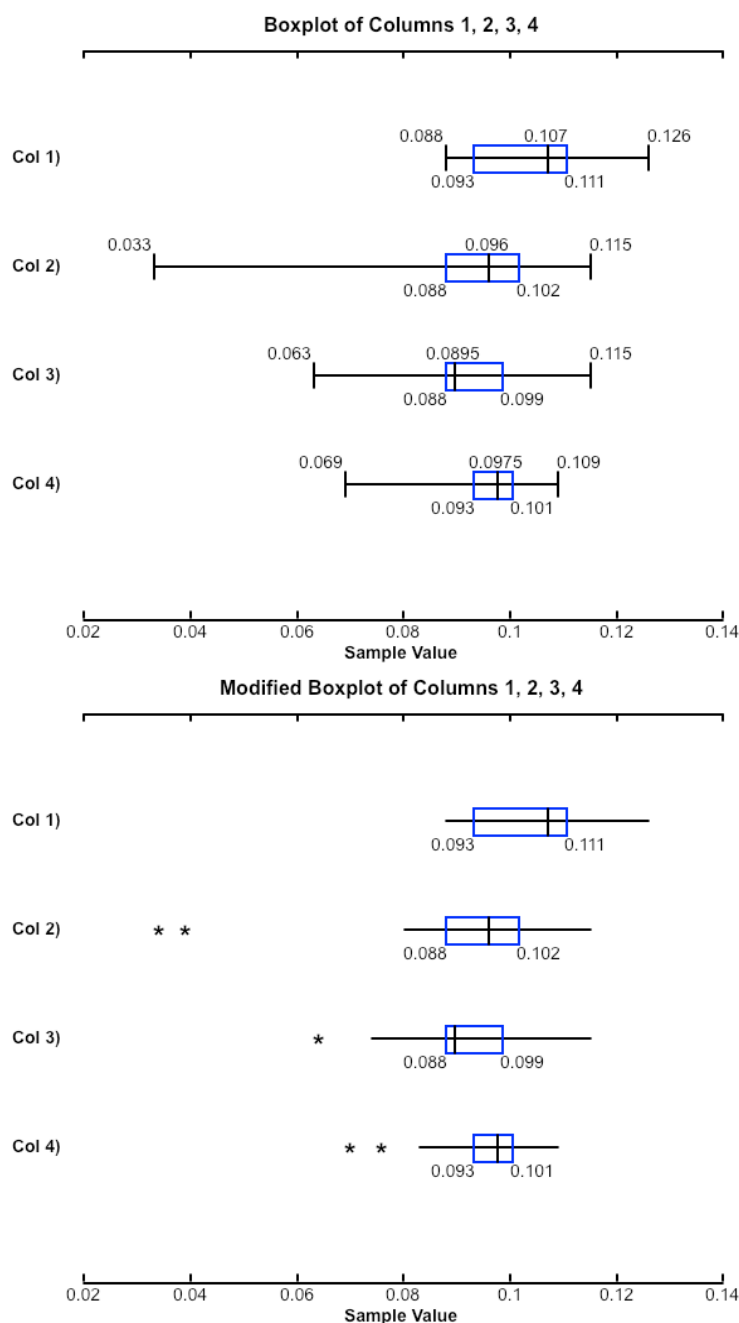 Boxplot of Columns 1, 2, 3, 4
0.088 0.107 0.126
Col 1)
0.093 0.111
0.033 0.096 0.115
Col 2)
0.088 0.102
0.063 0.0895 0.115
Col 3)
0.088 0.099
0.069 0.0975 0.109
Col 4)
0.093 0.101
0.02 0.04 0.06 0.08 0.1 0.12 0.14
Sample Value
Modified Boxplot of Columns 1, 2, 3, 4
Col 1)
0.093 0.111
Col 2) * *
0.088 0.102
Col 3) *
0.088 0.099
Col 4) * *
0.093 0.101
0.02 0.04 0.06 0.08 0.1 0.12 0.14
Sample Value